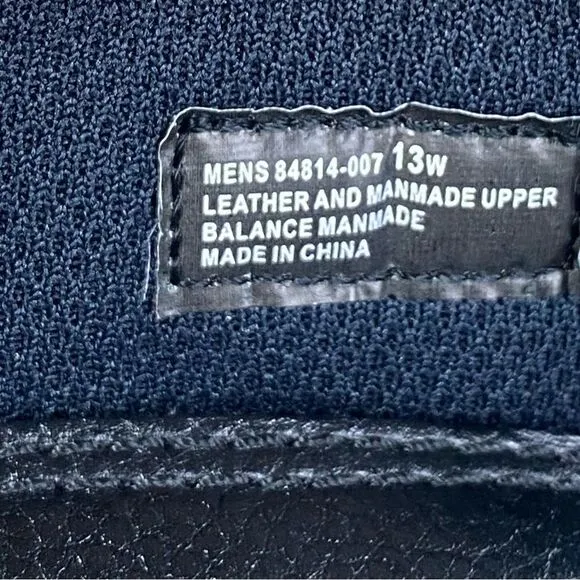 MENS 84814-007 13W
LEATHER AND MANMADE UPPER
BALANCE MANMADE
MADE IN CHINA